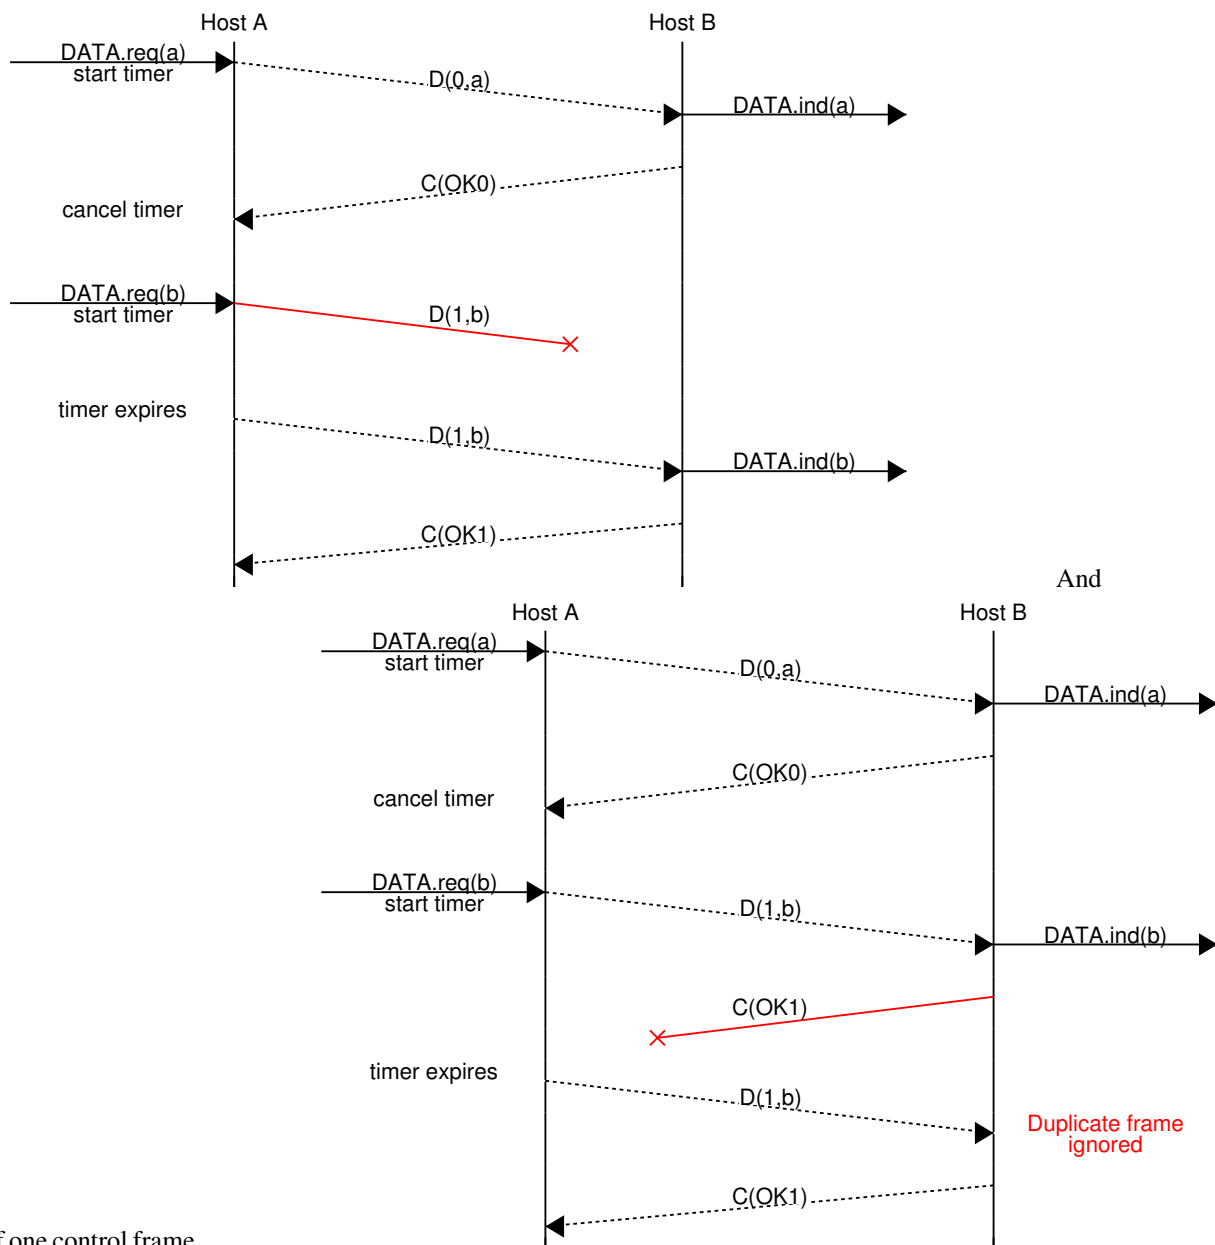 Host A
Host B
DATA.req(a)
start timer
D(0,a)
DATA.ind(a)
C(OK0)
cancel timer
DATA.req(b)
start timer
D(1,b)
timer expires
D(1,b)
DATA.ind(b)
C(OK1)
And
Host A
Host B
DATA.req(a)
start timer
D(0,a)
DATA.ind(a)
C(OK0)
cancel timer
DATA.req(b)
start timer
D(1,b)
DATA.ind(b)
C(OK1)
timer expires
D(1,b)
Duplicate frame
ignored
C(OK1)
one control frame